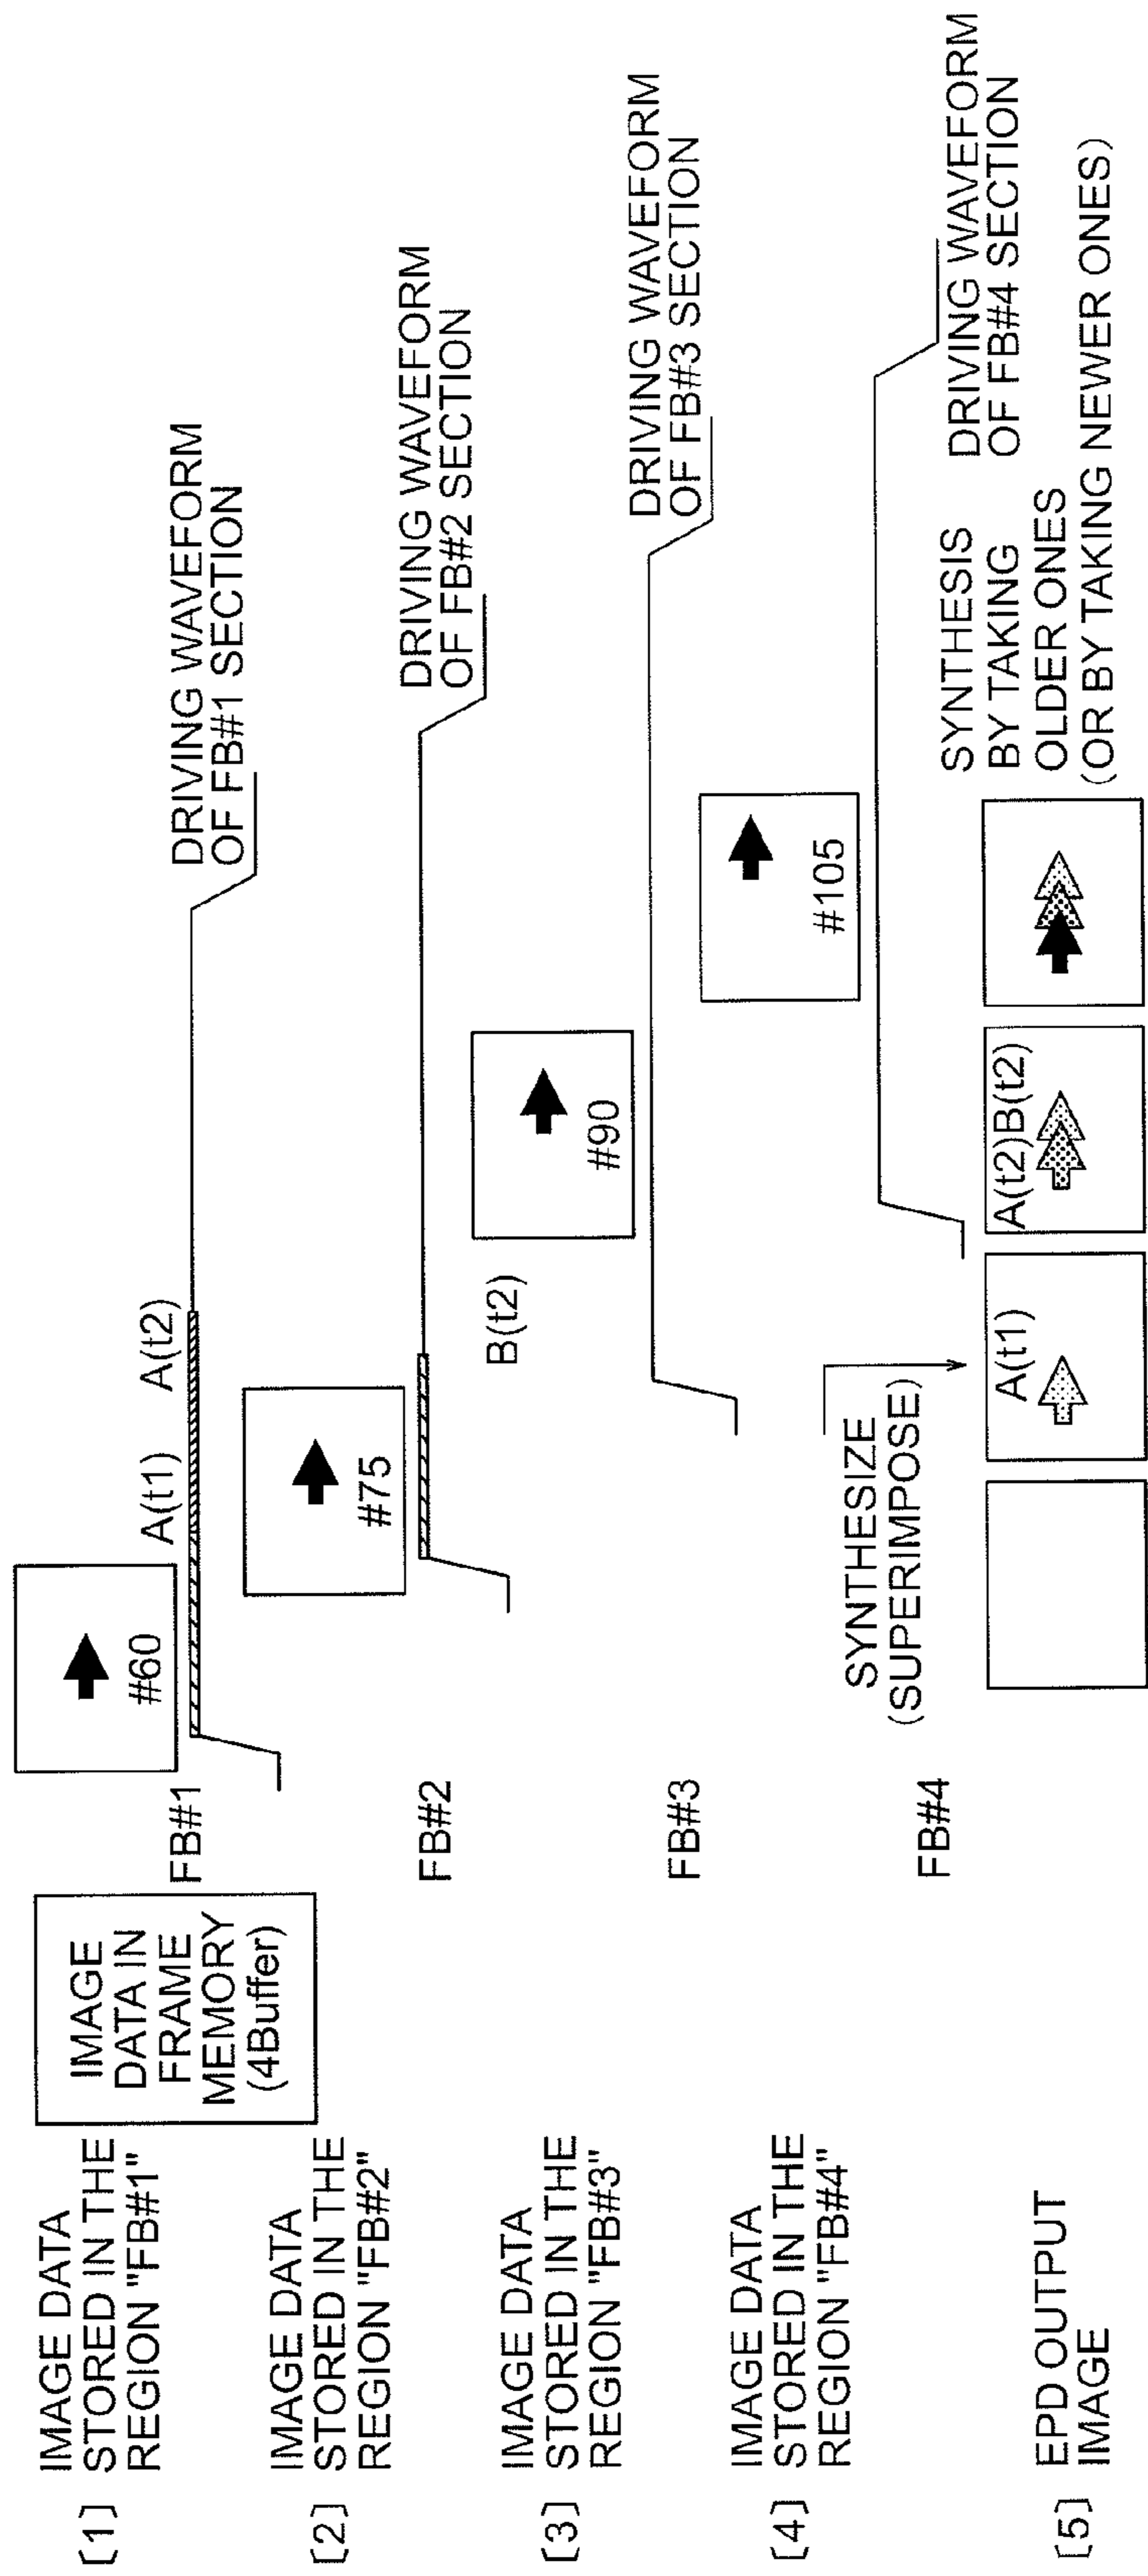 [1] IMAGE DATA
STORED IN THE
REGION "FB#1"
IMAGE
DATA IN
FRAME
MEMORY
(4Buffer)
FB#1
#60
A(t1)
A(t2)
DRIVING WAVEFORM
OF FB#1 SECTION
[2] IMAGE DATA
STORED IN THE
REGION "FB#2"
FB#2
#75
DRIVING WAVEFORM
OF FB#2 SECTION
[3] IMAGE DATA
STORED IN THE
REGION "FB#3"
FB#3
B(t2)
#90
DRIVING WAVEFORM
OF FB#3 SECTION
[4] IMAGE DATA
STORED IN THE
REGION "FB#4"
FB#4
SYNTHESIZE
(SUPERIMPOSE)
#105
DRIVING WAVEFORM
OF FB#4 SECTION
[5] EPD OUTPUT
IMAGE
A(t1)
A(t2)B(t2)
SYNTHESIS
BY TAKING
OLDER ONES
(OR BY TAKING NEWER ONES)